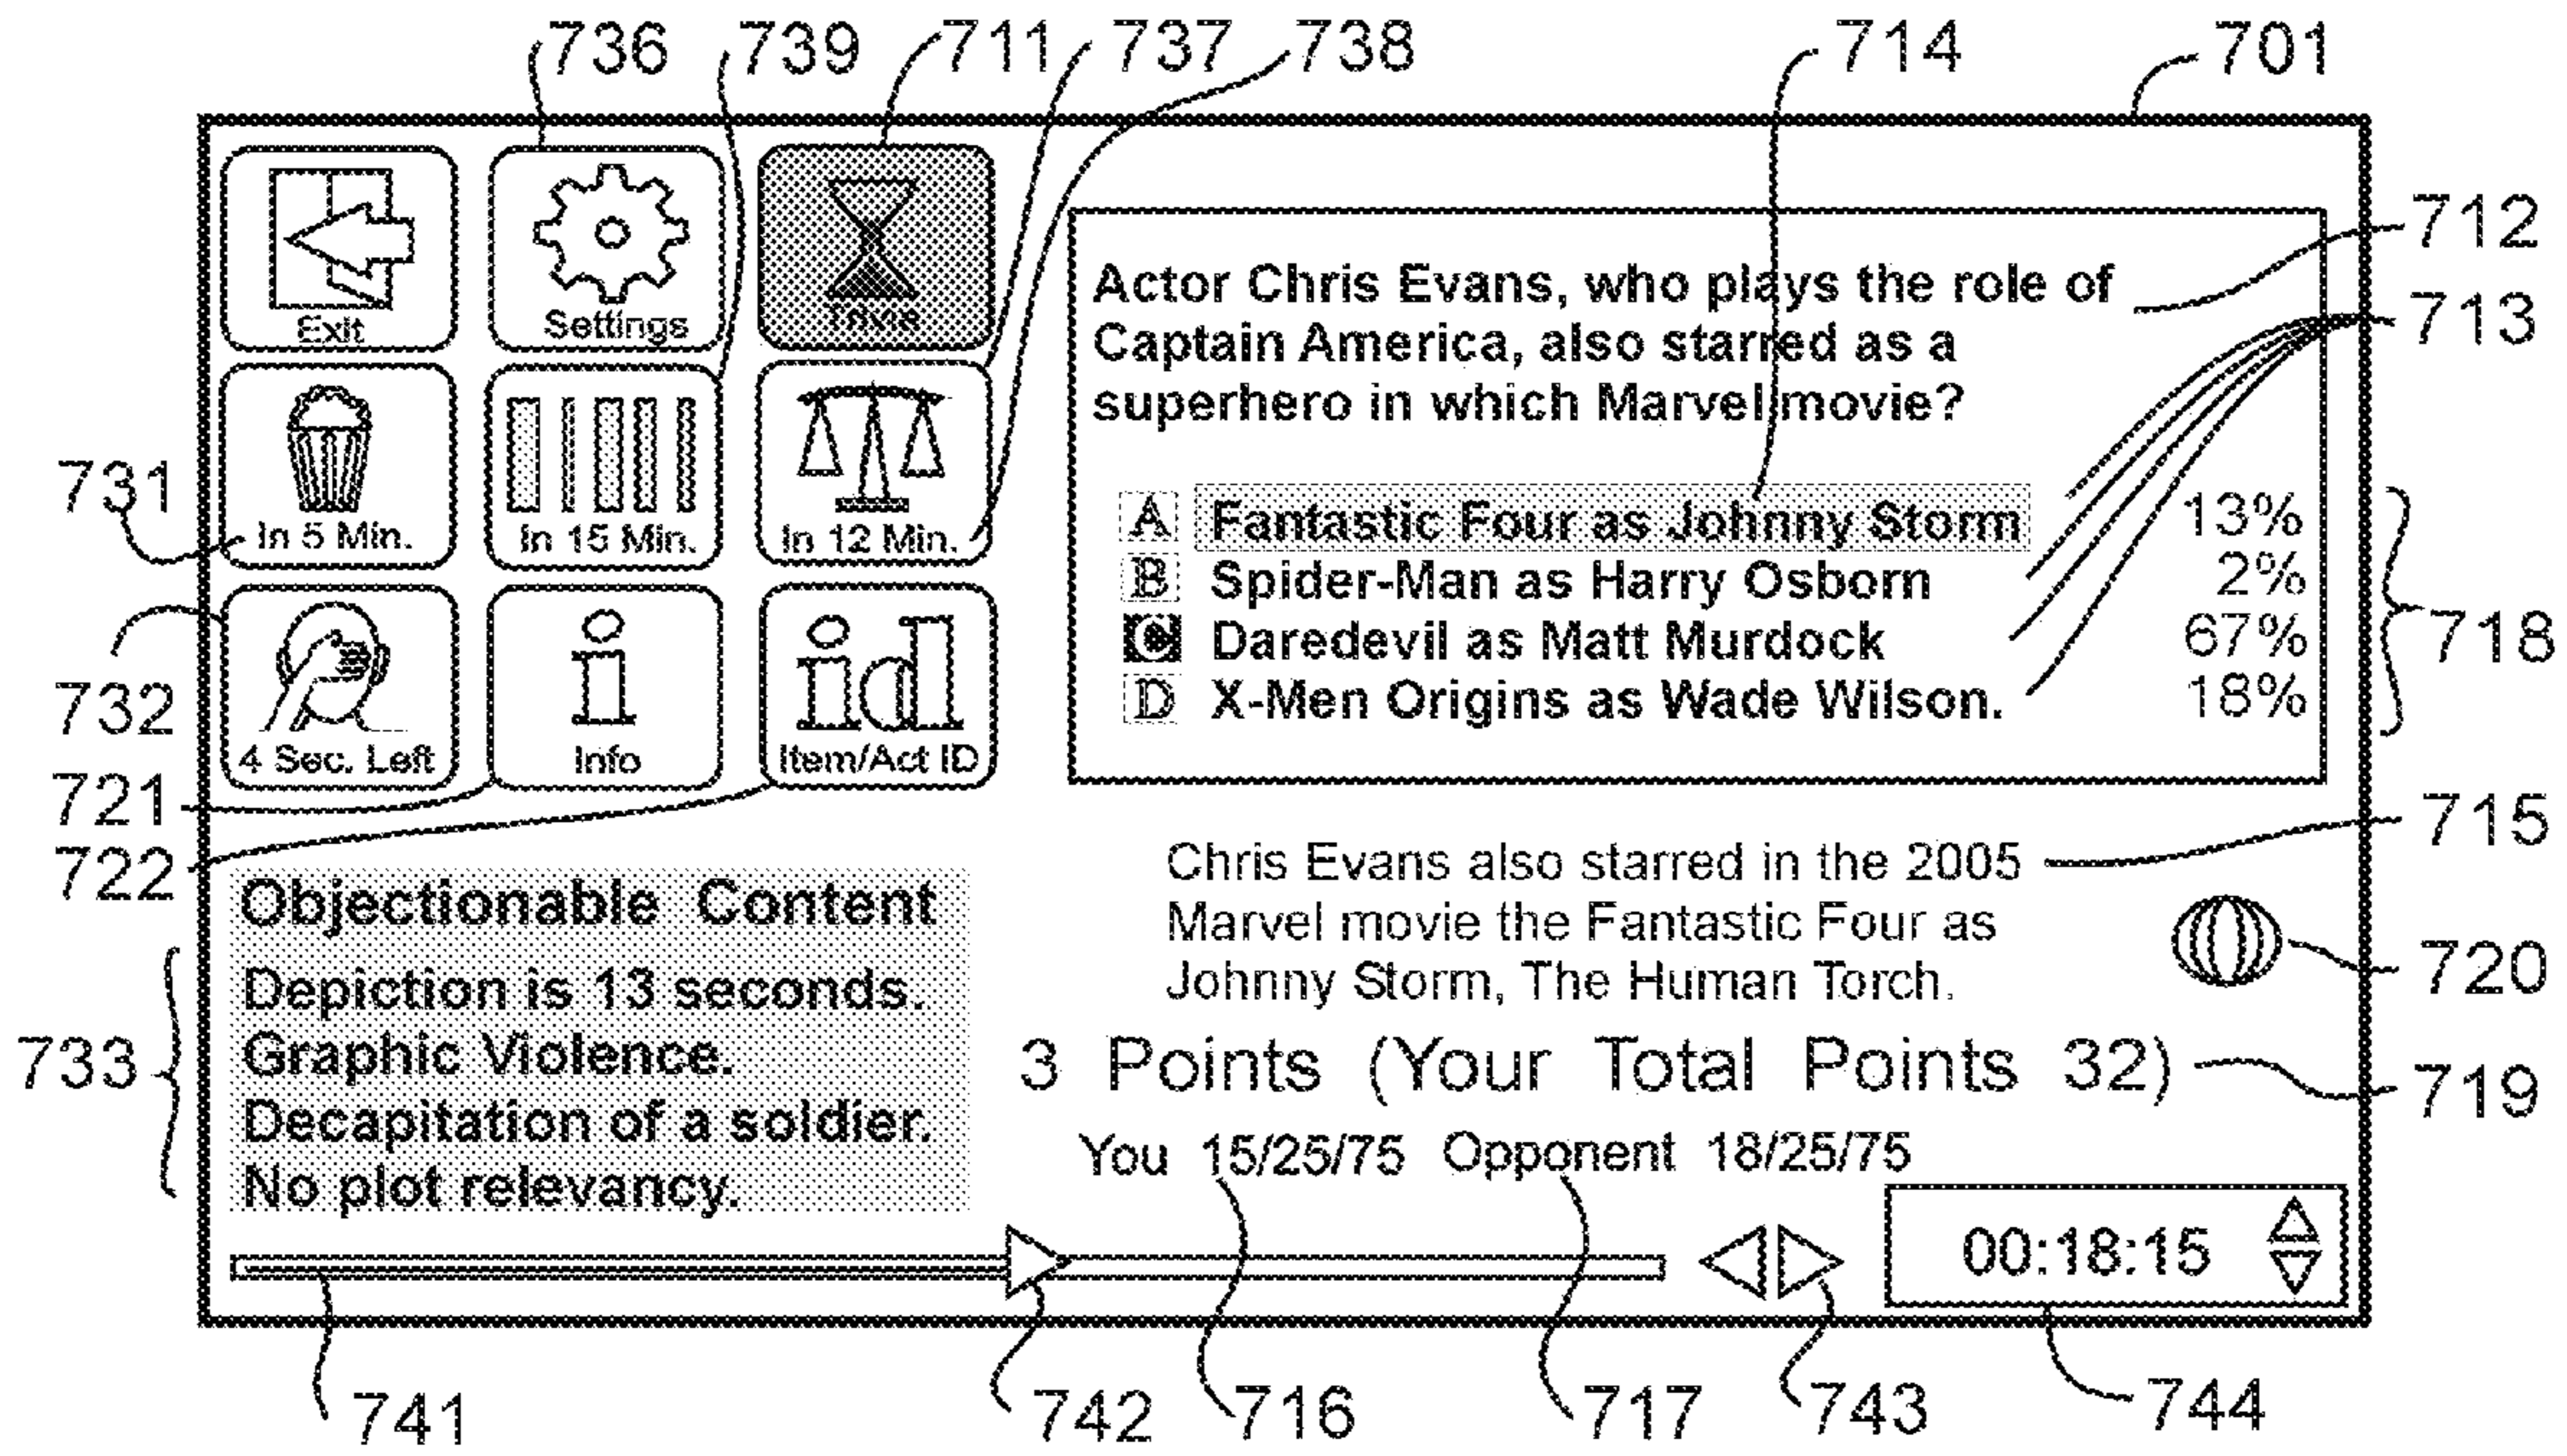 736 739 711 737 738 714 701
Exit Settings Trivia
712
713
Actor Chris Evans, who plays the role of
Captain America, also starred as a
superhero in which Marvel movie?
731
In 5 Min. In 15 Min. In 12 Min.
A Fantastic Four as Johnny Storm 13%
B Spider-Man as Harry Osborn 2%
C Daredevil as Matt Murdock 67%
D X-Men Origins as Wade Wilson. 18%
718
732
id
i
4 Sec. Left Info Item/Act ID
721
722
715
Chris Evans also starred in the 2005
Marvel movie the Fantastic Four as
Johnny Storm, The Human Torch.
720
Objectionable Content
Depiction is 13 seconds.
Graphic Violence.
Decapitation of a soldier.
No plot relevancy.
733
3 Points (Your Total Points 32)
719
You 15/25/75 Opponent 18/25/75
00:18:15
741 742 716 717 743 744